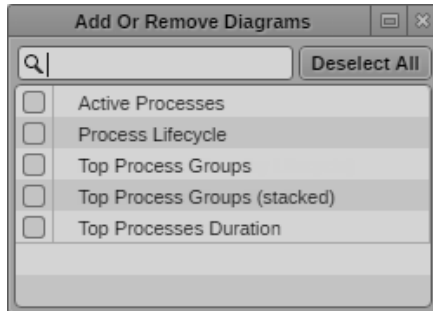 Add Or Remove Diagrams
Deselect All
Active Processes
Process Lifecycle
Top Process Groups
Top Process Groups (stacked)
Top Processes Duration